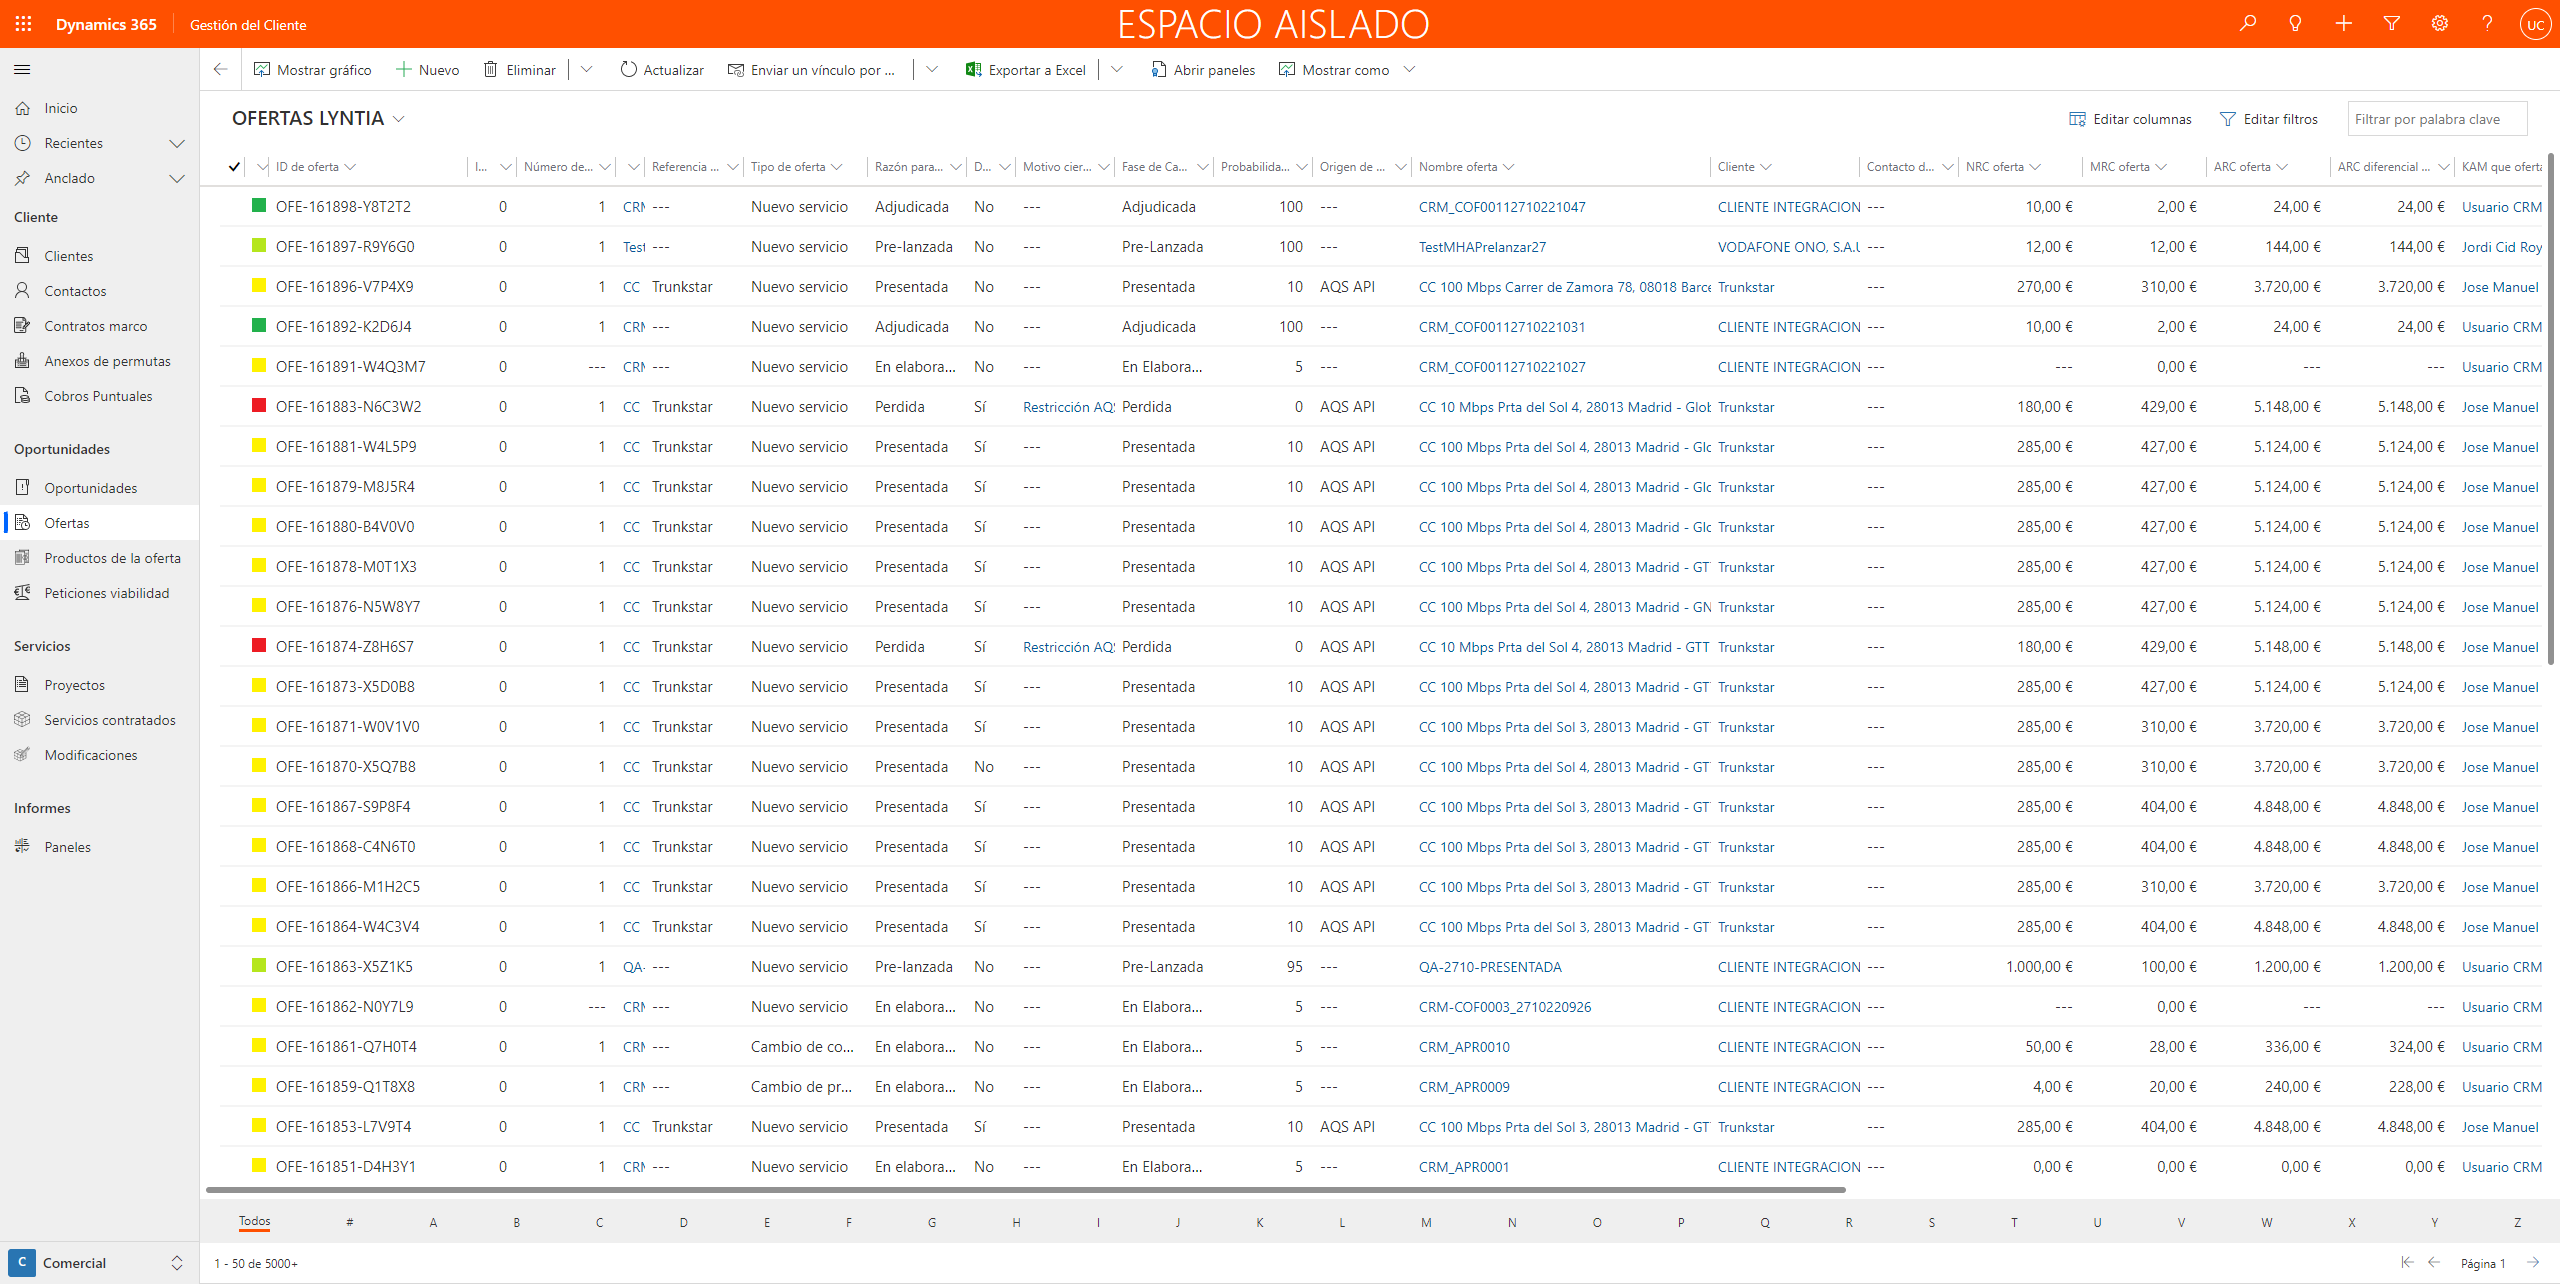 Dynamics 365 Gestión del Cliente ESPACIO AISLADO UC
Mostrar gráfico Nuevo Eliminar Actualizar Enviar un vínculo por ... Exportar a Excel Abrir paneles Mostrar como
Inicio
Recientes
Anclado
Cliente
Clientes
Contactos
Contratos marco
Anexos de permutas
Cobros Puntuales
Oportunidades
Oportunidades
Ofertas
Productos de la oferta
Peticiones viabilidad
Servicios
Proyectos
Servicios contratados
Modificaciones
Informes
Paneles
C Comercial
OFERTAS LYNTIA Editar columnas Editar filtros Filtrar por palabra clave
ID de oferta I... Número de... Referencia ... Tipo de oferta Razón para... D... Motivo cier... Fase de Ca... Probabilida... Origen de ... Nombre oferta Cliente Contacto d... NRC oferta MRC oferta ARC oferta ARC diferencial ... KAM que oferta
OFE-161898-Y8T2T2 0 1 CRM --- Nuevo servicio Adjudicada No --- Adjudicada 100 --- CRM_COF00112710221047 CLIENTE INTEGRACION --- 10,00 € 2,00 € 24,00 € 24,00 € Usuario CRM
OFE-161897-R9Y6G0 0 1 Test --- Nuevo servicio Pre-lanzada No --- Pre-Lanzada 100 --- TestMHAPrelanzar27 VODAFONE ONO, S.A.U --- 12,00 € 12,00 € 144,00 € 144,00 € Jordi Cid Roy
OFE-161896-V7P4X9 0 1 CC Trunkstar Nuevo servicio Presentada No --- Presentada 10 AQS API CC 100 Mbps Carrer de Zamora 78, 08018 Barce Trunkstar --- 270,00 € 310,00 € 3.720,00 € 3.720,00 € Jose Manuel
OFE-161892-K2D6J4 0 1 CRM --- Nuevo servicio Adjudicada No --- Adjudicada 100 --- CRM_COF00112710221031 CLIENTE INTEGRACION --- 10,00 € 2,00 € 24,00 € 24,00 € Usuario CRM
OFE-161891-W4Q3M7 0 --- CRM --- Nuevo servicio En elabora... No --- En Elabora... 5 --- CRM_COF00112710221027 CLIENTE INTEGRACION --- --- 0,00 € --- --- Usuario CRM
OFE-161883-N6C3W2 0 1 CC Trunkstar Nuevo servicio Perdida Sí Restricción AQS Perdida 0 AQS API CC 10 Mbps Prta del Sol 4, 28013 Madrid - Glob Trunkstar --- 180,00 € 429,00 € 5.148,00 € 5.148,00 € Jose Manuel
OFE-161881-W4L5P9 0 1 CC Trunkstar Nuevo servicio Presentada Sí --- Presentada 10 AQS API CC 100 Mbps Prta del Sol 4, 28013 Madrid - Glo Trunkstar --- 285,00 € 427,00 € 5.124,00 € 5.124,00 € Jose Manuel
OFE-161879-M8J5R4 0 1 CC Trunkstar Nuevo servicio Presentada Sí --- Presentada 10 AQS API CC 100 Mbps Prta del Sol 4, 28013 Madrid - Glo Trunkstar --- 285,00 € 427,00 € 5.124,00 € 5.124,00 € Jose Manuel
OFE-161880-B4V0V0 0 1 CC Trunkstar Nuevo servicio Presentada Sí --- Presentada 10 AQS API CC 100 Mbps Prta del Sol 4, 28013 Madrid - Glo Trunkstar --- 285,00 € 427,00 € 5.124,00 € 5.124,00 € Jose Manuel
OFE-161878-M0T1X3 0 1 CC Trunkstar Nuevo servicio Presentada Sí --- Presentada 10 AQS API CC 100 Mbps Prta del Sol 4, 28013 Madrid - GT Trunkstar --- 285,00 € 427,00 € 5.124,00 € 5.124,00 € Jose Manuel
OFE-161876-N5W8Y7 0 1 CC Trunkstar Nuevo servicio Presentada Sí --- Presentada 10 AQS API CC 100 Mbps Prta del Sol 4, 28013 Madrid - GN Trunkstar --- 285,00 € 427,00 € 5.124,00 € 5.124,00 € Jose Manuel
OFE-161874-Z8H6S7 0 1 CC Trunkstar Nuevo servicio Perdida Sí Restricción AQS Perdida 0 AQS API CC 10 Mbps Prta del Sol 4, 28013 Madrid - GTT Trunkstar --- 180,00 € 429,00 € 5.148,00 € 5.148,00 € Jose Manuel
OFE-161873-X5D0B8 0 1 CC Trunkstar Nuevo servicio Presentada Sí --- Presentada 10 AQS API CC 100 Mbps Prta del Sol 4, 28013 Madrid - GT Trunkstar --- 285,00 € 427,00 € 5.124,00 € 5.124,00 € Jose Manuel
OFE-161871-W0V1V0 0 1 CC Trunkstar Nuevo servicio Presentada Sí --- Presentada 10 AQS API CC 100 Mbps Prta del Sol 3, 28013 Madrid - GT Trunkstar --- 285,00 € 310,00 € 3.720,00 € 3.720,00 € Jose Manuel
OFE-161870-X5Q7B8 0 1 CC Trunkstar Nuevo servicio Presentada No --- Presentada 10 AQS API CC 100 Mbps Prta del Sol 4, 28013 Madrid - GT Trunkstar --- 285,00 € 310,00 € 3.720,00 € 3.720,00 € Jose Manuel
OFE-161867-S9P8F4 0 1 CC Trunkstar Nuevo servicio Presentada Sí --- Presentada 10 AQS API CC 100 Mbps Prta del Sol 3, 28013 Madrid - GT Trunkstar --- 285,00 € 404,00 € 4.848,00 € 4.848,00 € Jose Manuel
OFE-161868-C4N6T0 0 1 CC Trunkstar Nuevo servicio Presentada Sí --- Presentada 10 AQS API CC 100 Mbps Prta del Sol 3, 28013 Madrid - GT Trunkstar --- 285,00 € 404,00 € 4.848,00 € 4.848,00 € Jose Manuel
OFE-161866-M1H2C5 0 1 CC Trunkstar Nuevo servicio Presentada Sí --- Presentada 10 AQS API CC 100 Mbps Prta del Sol 3, 28013 Madrid - GT Trunkstar --- 285,00 € 310,00 € 3.720,00 € 3.720,00 € Jose Manuel
OFE-161864-W4C3V4 0 1 CC Trunkstar Nuevo servicio Presentada Sí --- Presentada 10 AQS API CC 100 Mbps Prta del Sol 3, 28013 Madrid - GT Trunkstar --- 285,00 € 404,00 € 4.848,00 € 4.848,00 € Jose Manuel
OFE-161863-X5Z1K5 0 1 QA- --- Nuevo servicio Pre-lanzada No --- Pre-Lanzada 95 --- QA-2710-PRESENTADA CLIENTE INTEGRACION --- 1.000,00 € 100,00 € 1.200,00 € 1.200,00 € Usuario CRM
OFE-161862-N0Y7L9 0 --- CRM --- Nuevo servicio En elabora... No --- En Elabora... 5 --- CRM-COF0003_2710220926 CLIENTE INTEGRACION --- --- 0,00 € --- --- Usuario CRM
OFE-161861-Q7H0T4 0 1 CRM --- Cambio de co... En elabora... No --- En Elabora... 5 --- CRM_APR0010 CLIENTE INTEGRACION --- 50,00 € 28,00 € 336,00 € 324,00 € Usuario CRM
OFE-161859-Q1T8X8 0 1 CRM --- Cambio de pr... En elabora... No --- En Elabora... 5 --- CRM_APR0009 CLIENTE INTEGRACION --- 4,00 € 20,00 € 240,00 € 228,00 € Usuario CRM
OFE-161853-L7V9T4 0 1 CC Trunkstar Nuevo servicio Presentada Sí --- Presentada 10 AQS API CC 100 Mbps Prta del Sol 3, 28013 Madrid - GT Trunkstar --- 285,00 € 404,00 € 4.848,00 € 4.848,00 € Jose Manuel
OFE-161851-D4H3Y1 0 1 CRM --- Nuevo servicio En elabora... No --- En Elabora... 5 --- CRM_APR0001 CLIENTE INTEGRACION --- 0,00 € 0,00 € 0,00 € 0,00 € Usuario CRM
Todos # A B C D E F G H I J K L M N O P Q R S T U V W X Y Z
1 - 50 de 5000+ Página 1